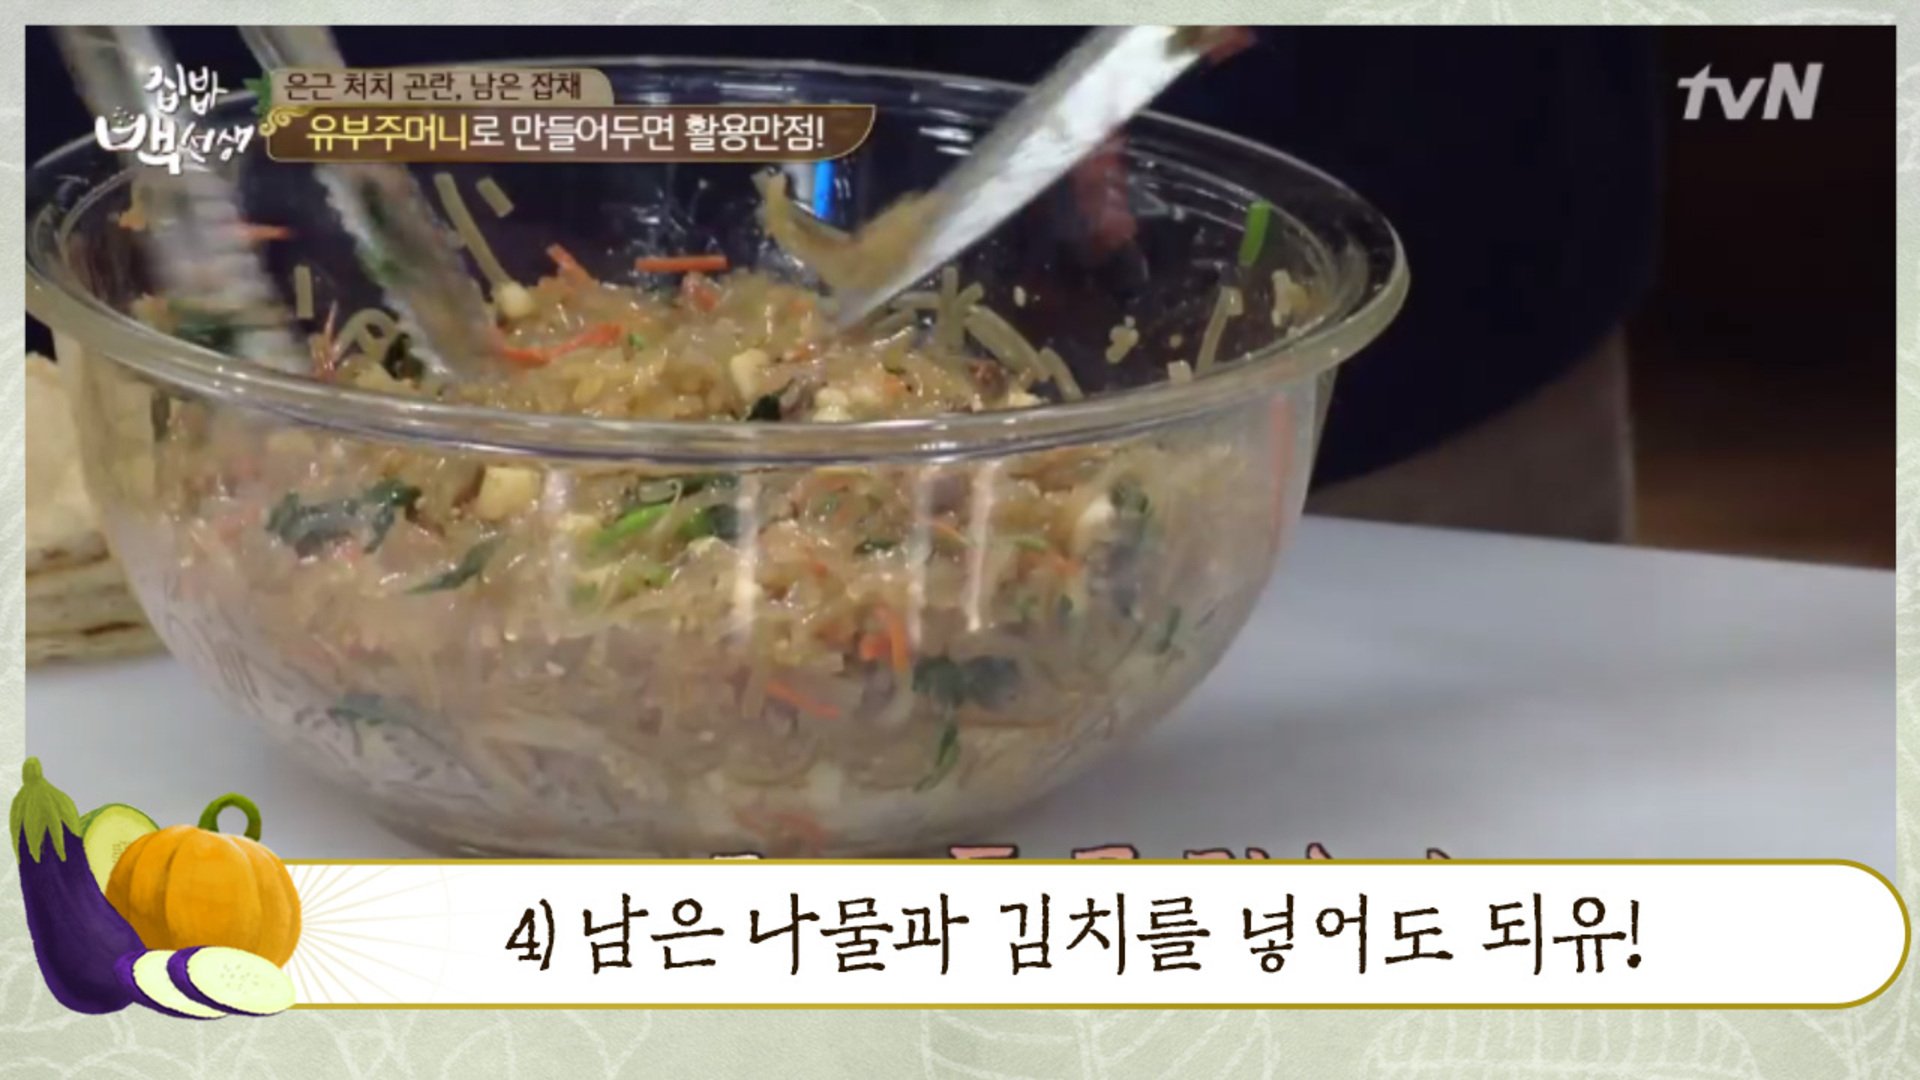 집밥
백선생
은근 처치 곤란, 남은 잡채
유부주머니로 만들어두면 활용만점!
tvN
4) 남은 나물과 김치를 넣어도 되유!